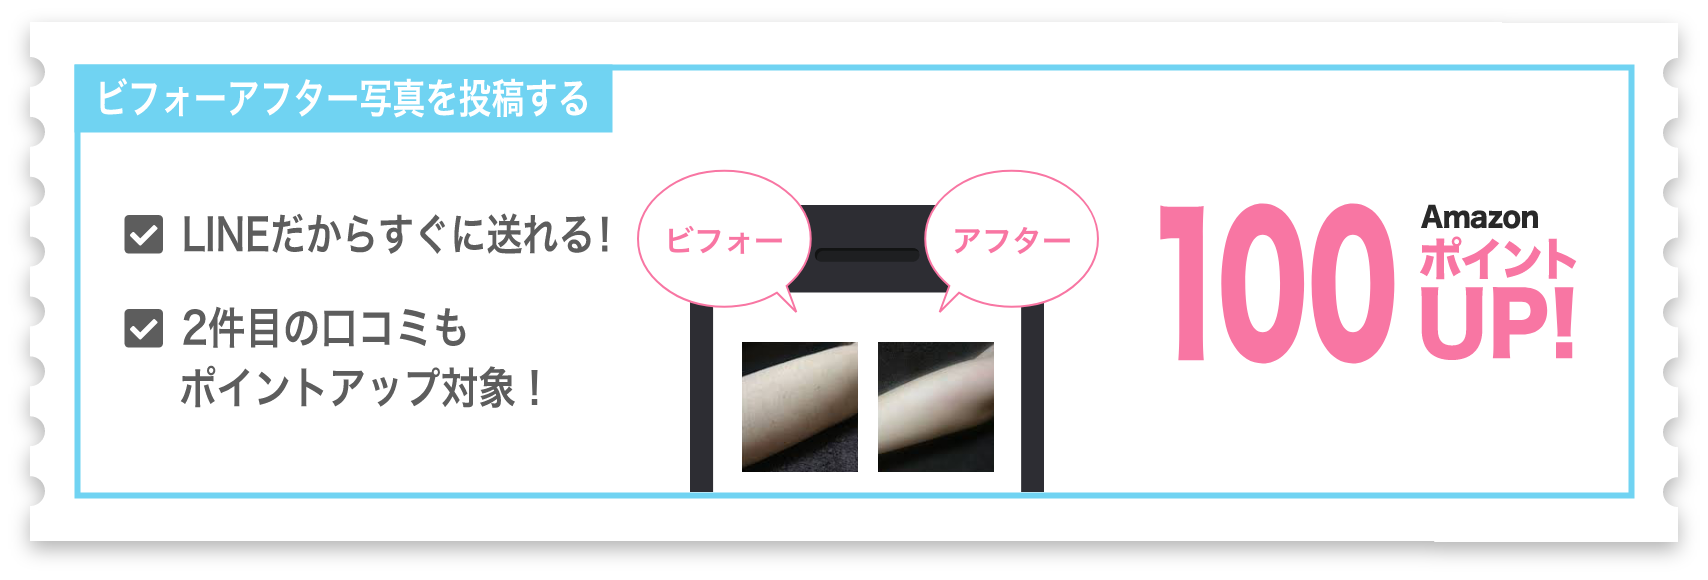 ビフォーアフター写真を投稿する
LINEだからすぐに送れる!
2件目の口コミも
ポイントアップ対象！
ビフォー
アフター
100
Amazon
ポイント
UP!